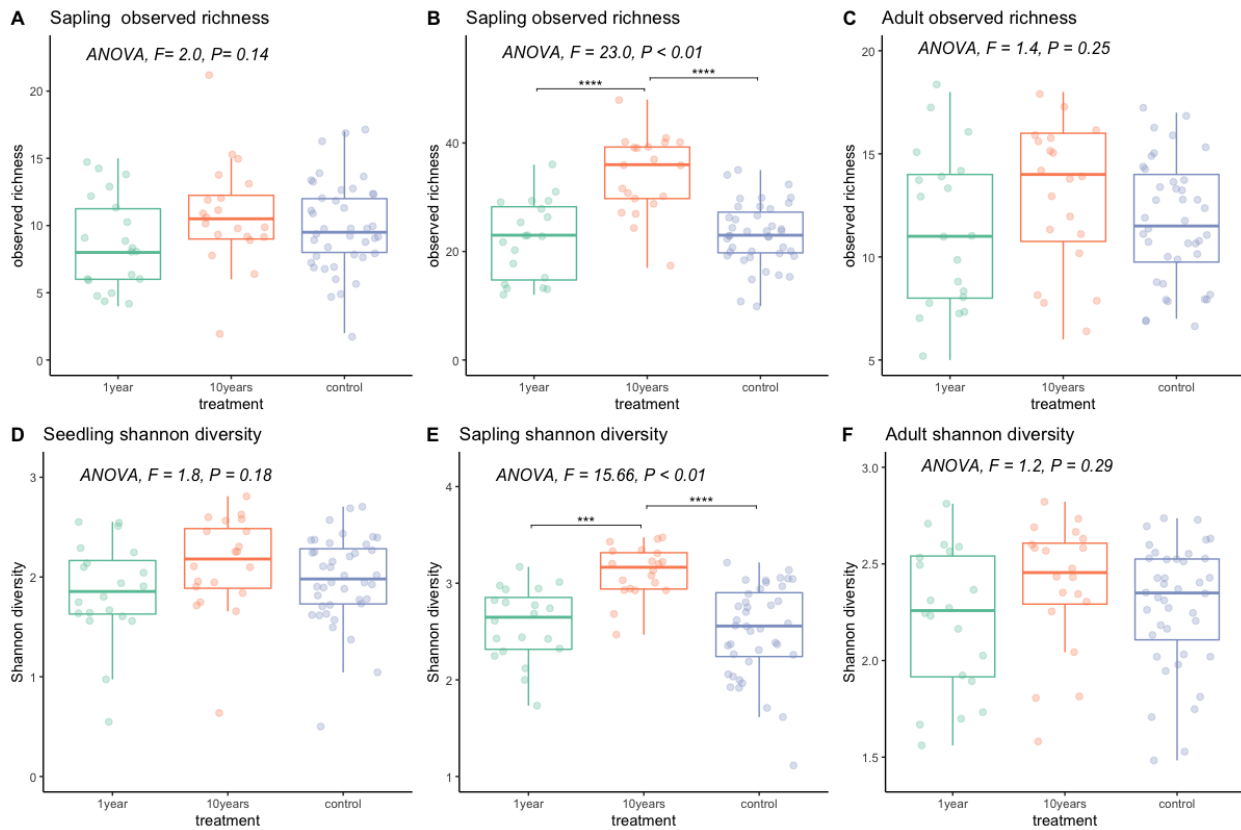 A Sapling  observed richness
ANOVA, F= 2.0, P= 0.14
observed richness
20
15
10
5
0
1year 10years control
treatment
B Sapling observed richness
ANOVA, F = 23.0, P < 0.01
**** ****
observed richness
40
20
0
1year 10years control
treatment
C Adult observed richness
ANOVA, F = 1.4, P = 0.25
observed richness
20
15
10
5
1year 10years control
treatment
D Seedling shannon diversity
ANOVA, F = 1.8, P = 0.18
Shannon diversity
3
2
1
0
1year 10years control
treatment
E Sapling shannon diversity
ANOVA, F = 15.66, P < 0.01
*** ****
Shannon diversity
4
3
2
1
1year 10years control
treatment
F Adult shannon diversity
ANOVA, F = 1.2, P = 0.29
Shannon diversity
3.0
2.5
2.0
1.5
1year 10years control
treatment